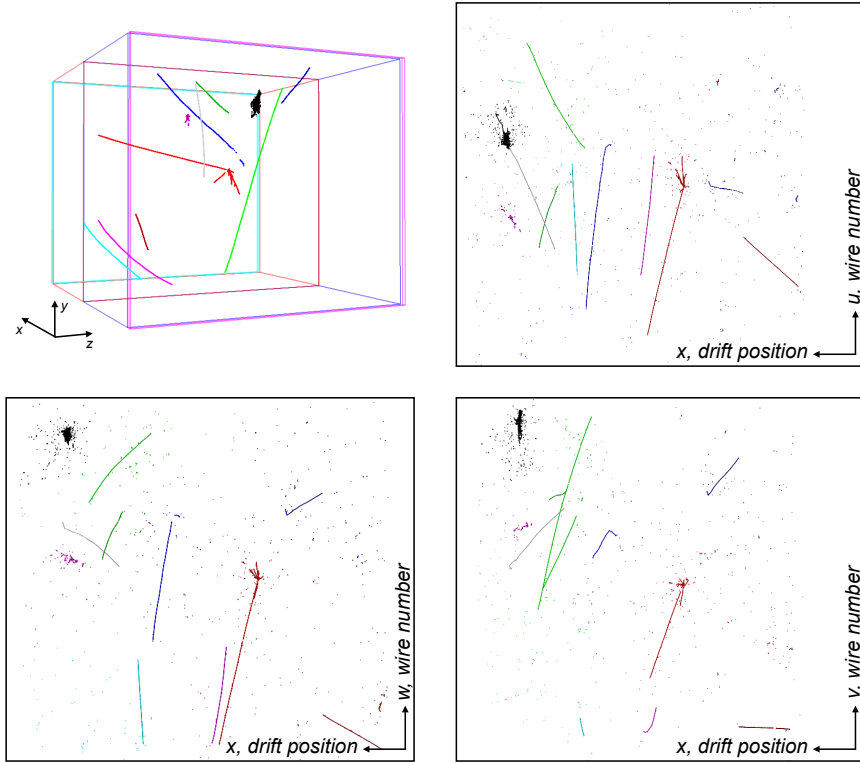 y
x
z
x, drift position
u, wire number
x, drift position
w, wire number
x, drift position
v, wire number